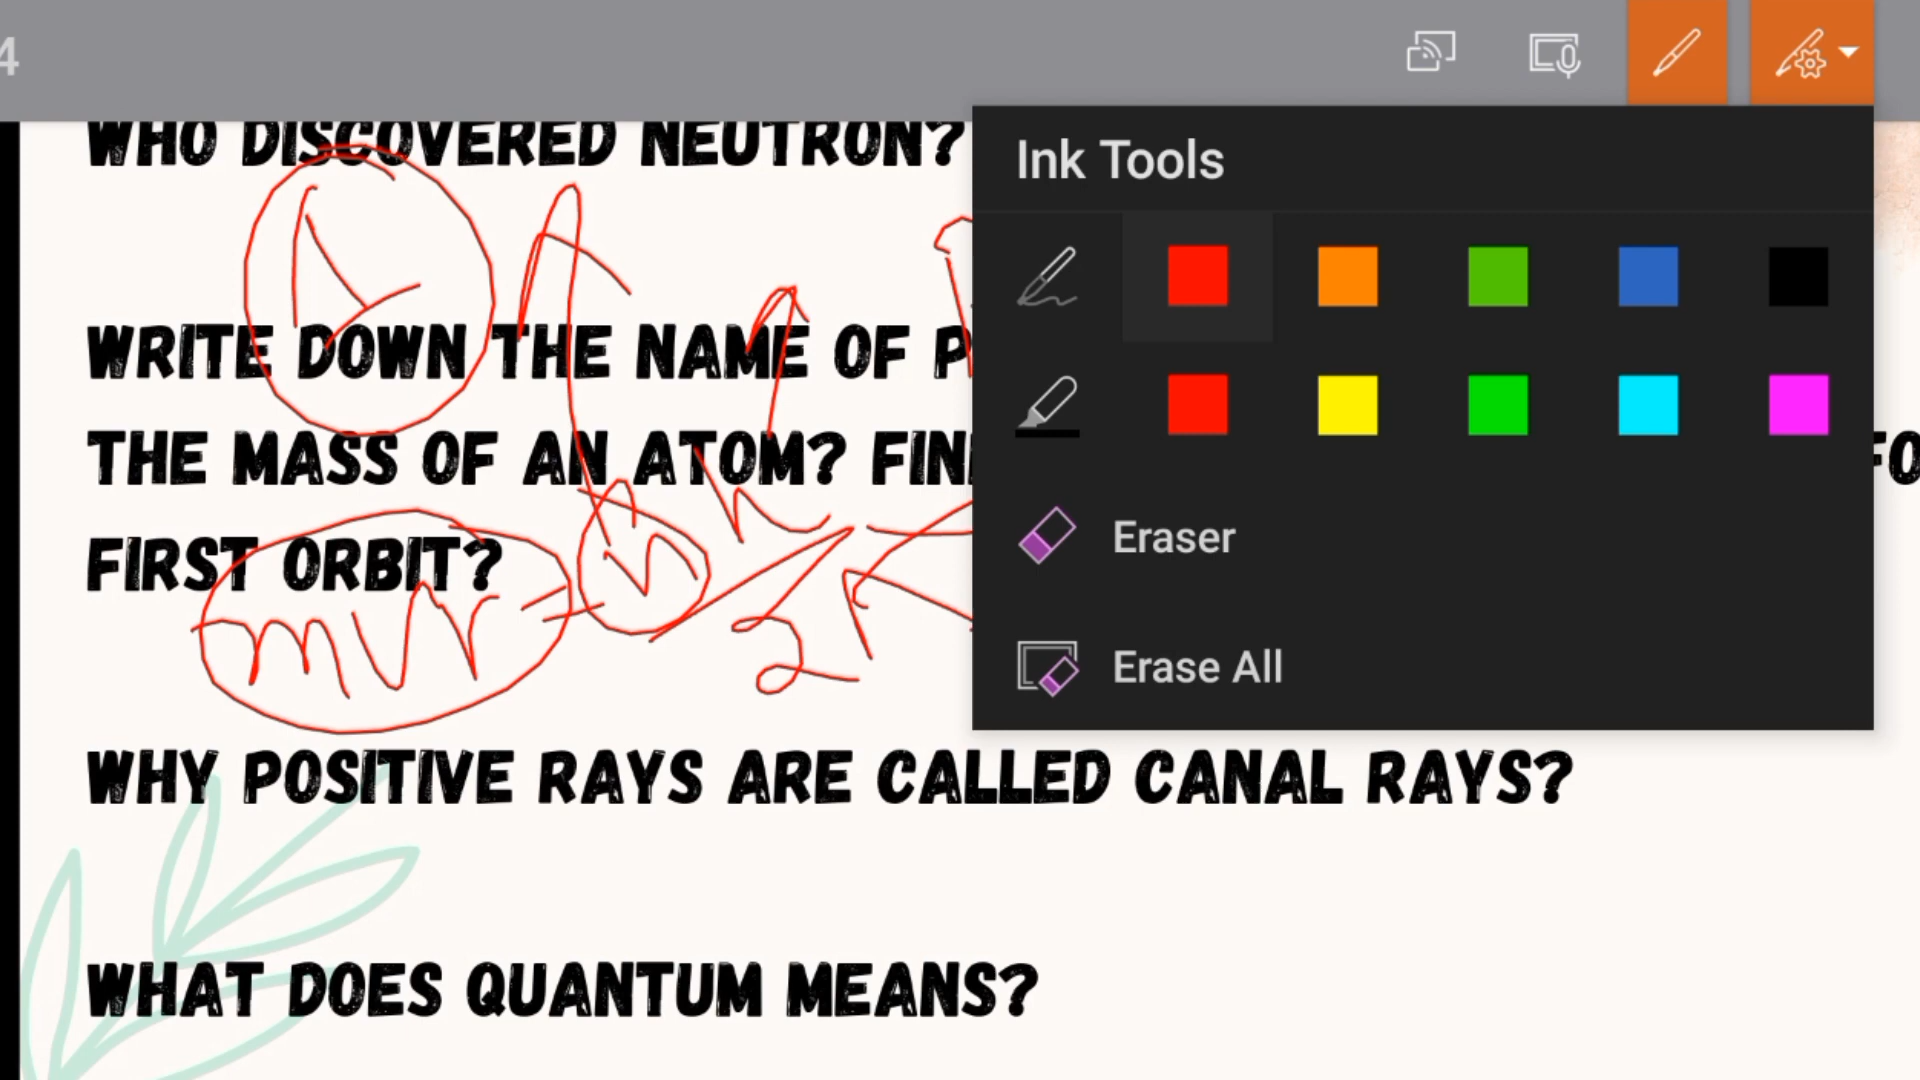 4
WHO DISCOVERED NEUTRON?
Ink Tools
WRITE DOWN THE NAME OF P
THE MASS OF AN ATOM? FIN
FO
FIRST ORBIT?
mvr = n h
2
Eraser
Erase All
WHY POSITIVE RAYS ARE CALLED CANAL RAYS?
WHAT DOES QUANTUM MEANS?